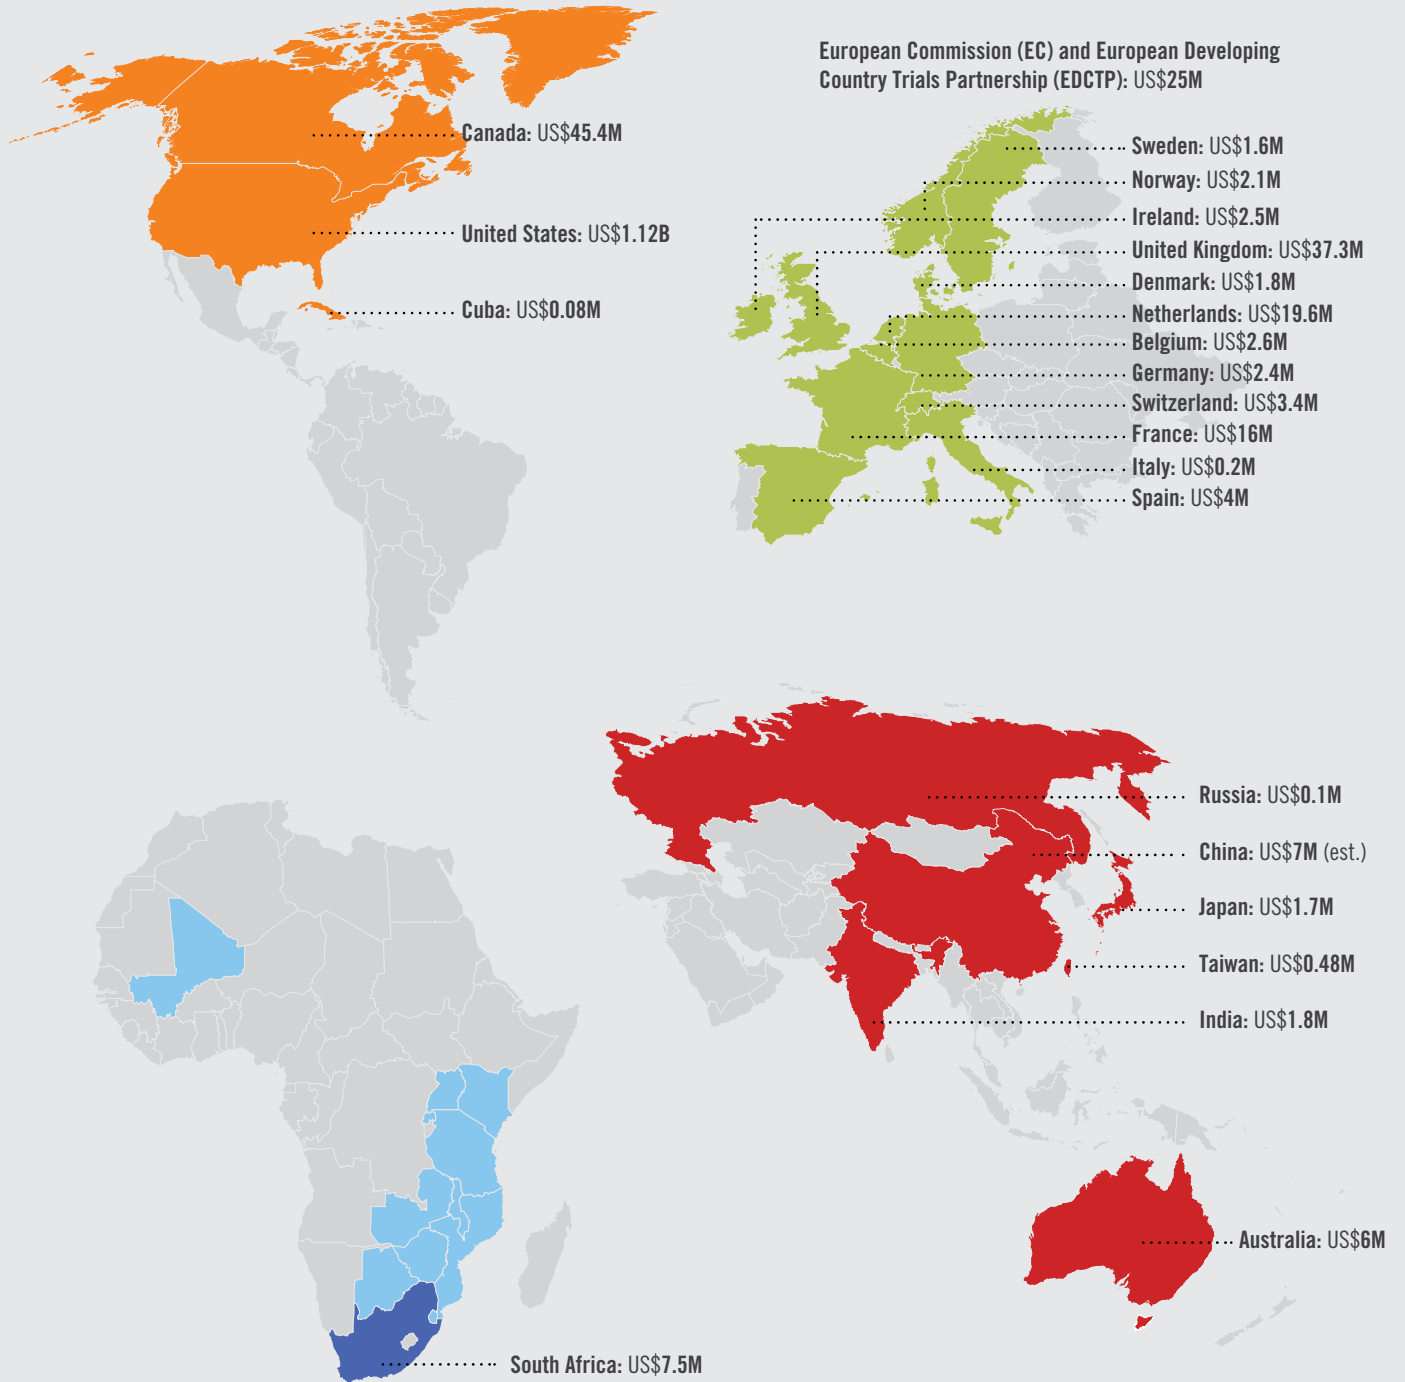 European Commission (EC) and European Developing
Country Trials Partnership (EDCTP): US$25M
Canada: US$45.4M
United States: US$1.12B
Cuba: US$0.08M
Sweden: US$1.6M
Norway: US$2.1M
Ireland: US$2.5M
United Kingdom: US$37.3M
Denmark: US$1.8M
Netherlands: US$19.6M
Belgium: US$2.6M
Germany: US$2.4M
Switzerland: US$3.4M
France: US$16M
Italy: US$0.2M
Spain: US$4M
Russia: US$0.1M
China: US$7M (est.)
Japan: US$1.7M
Taiwan: US$0.48M
India: US$1.8M
Australia: US$6M
South Africa: US$7.5M